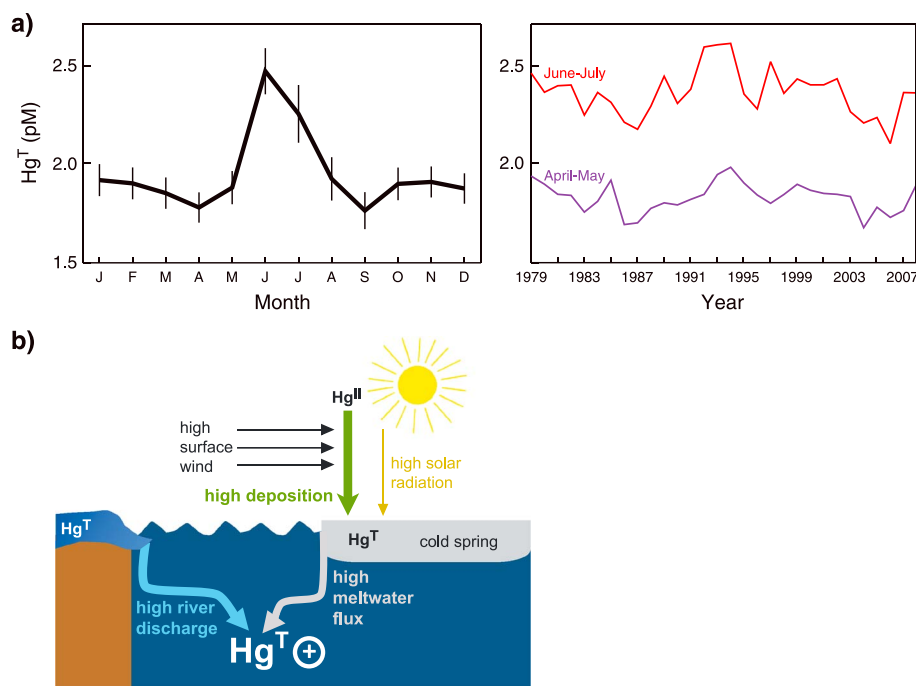 a)
2.5
2.0
1.5
Hg^T (pM)
J F M A M J J A S O N D
Month
2.5
2.0
June-July
April-May
1979 1983 1987 1991 1995 1999 2003 2007
Year
b)
Hg^II
high
surface
wind
high solar
radiation
high deposition
Hg^T
Hg^T
cold spring
high
meltwater
flux
high river
discharge
Hg^T +